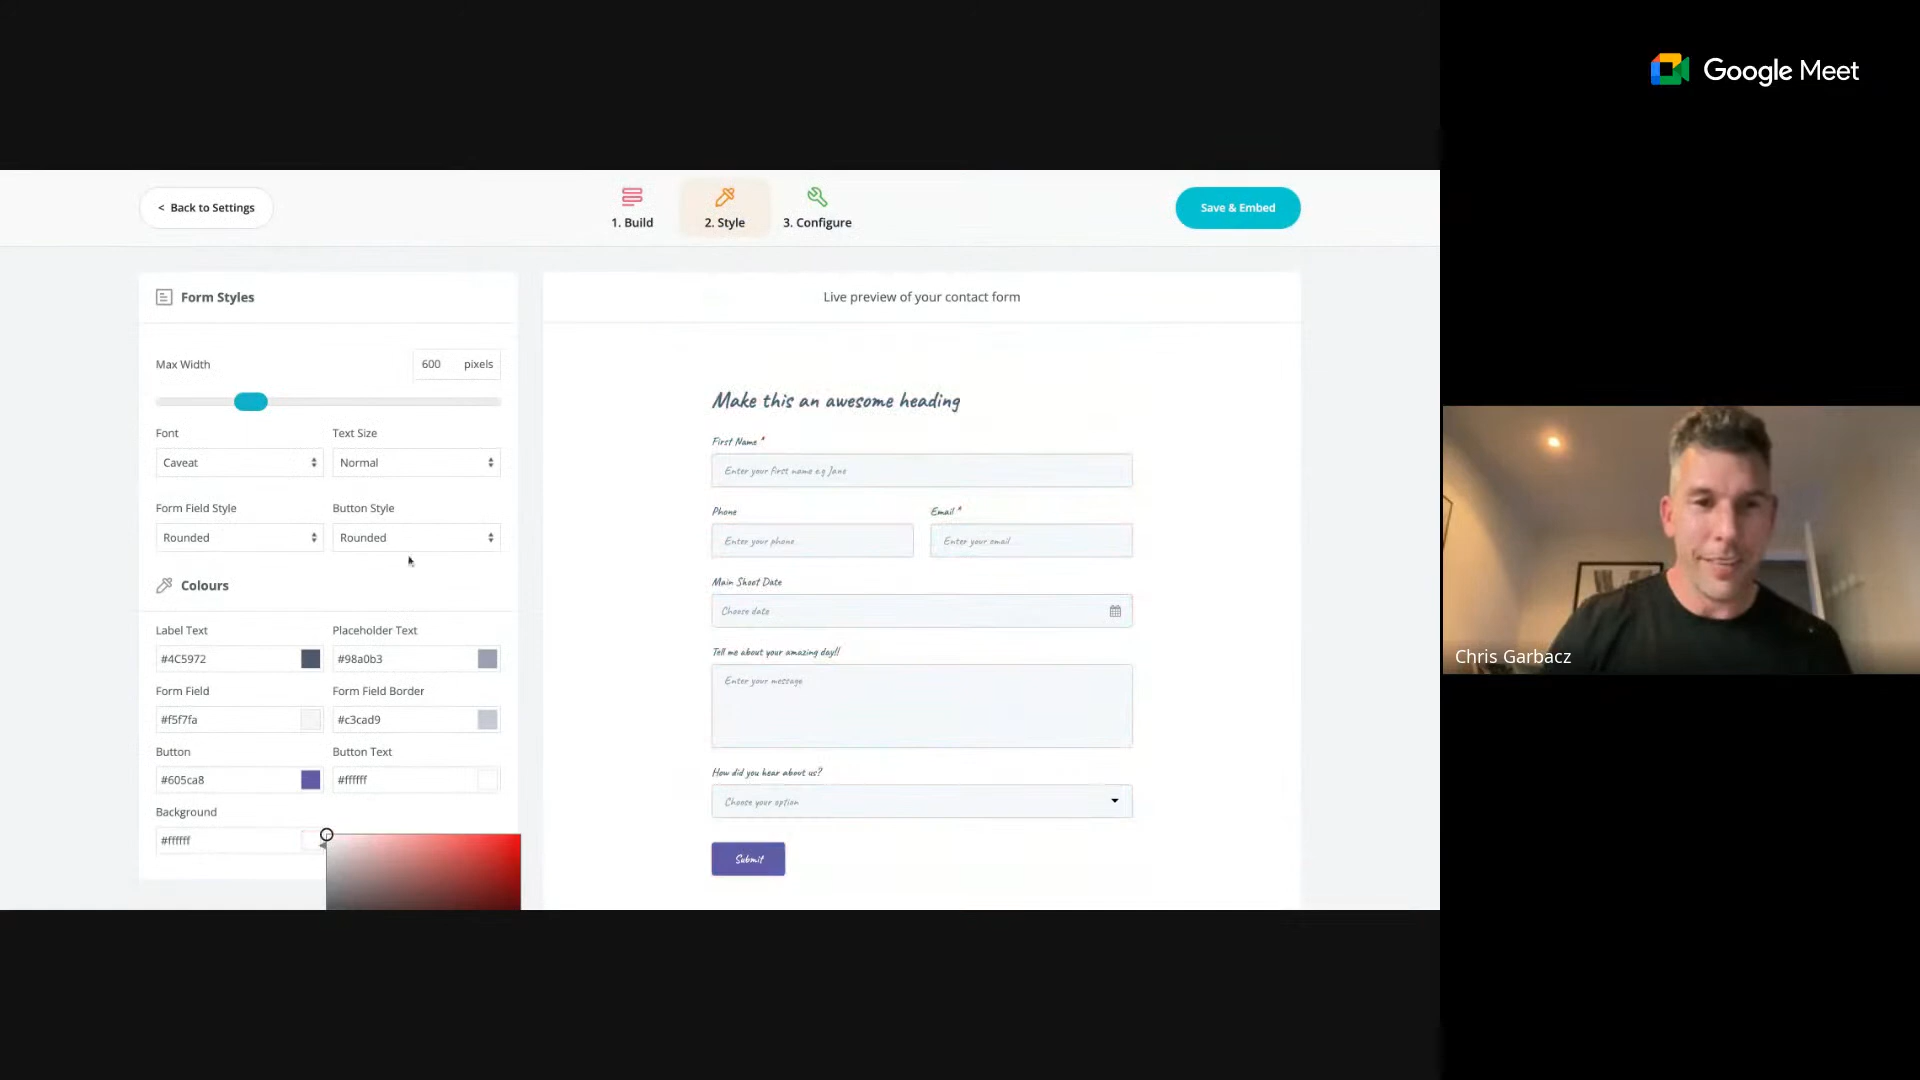 Google Meet
< Back to Settings
1. Build
2. Style
3. Configure
Save & Embed
Form Styles
Live preview of your contact form
Max Width
600 pixels
Font
Text Size
Caveat
Normal
Form Field Style
Button Style
Rounded
Rounded
Colours
Label Text
Placeholder Text
#4C5972
#98a0b3
Form Field
Form Field Border
#f5f7fa
#c3cad9
Button
Button Text
#605ca8
#ffffff
Background
#ffffff
Make this an awesome heading
First Name *
Enter your first name e.g Jane
Phone
Email *
Enter your phone
Enter your email
Main Shoot Date
Choose date
Tell me about your amazing day!!
Enter your message
How did you hear about us?
Choose your option
Submit
Chris Garbacz